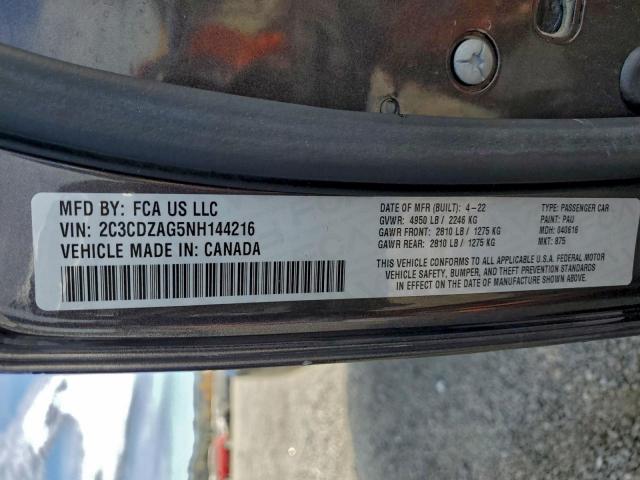 MFD BY: FCA US LLC
VIN: 2C3CDZAG5NH144216
VEHICLE MADE IN: CANADA
DATE OF MFR (BUILT): 4-22
GVWR: 4950 LB / 2246 KG
GAWR FRONT: 2810 LB / 1275 KG
GAWR REAR: 2810 LB / 1275 KG
TYPE: PASSENGER CAR
PAINT: PAU
MDH: 040616
MKT: 875
THIS VEHICLE CONFORMS TO ALL APPLICABLE U.S.A. FEDERAL MOTOR
VEHICLE SAFETY, BUMPER, AND THEFT PREVENTION STANDARDS
IN EFFECT ON THE DATE OF MANUFACTURE SHOWN ABOVE.